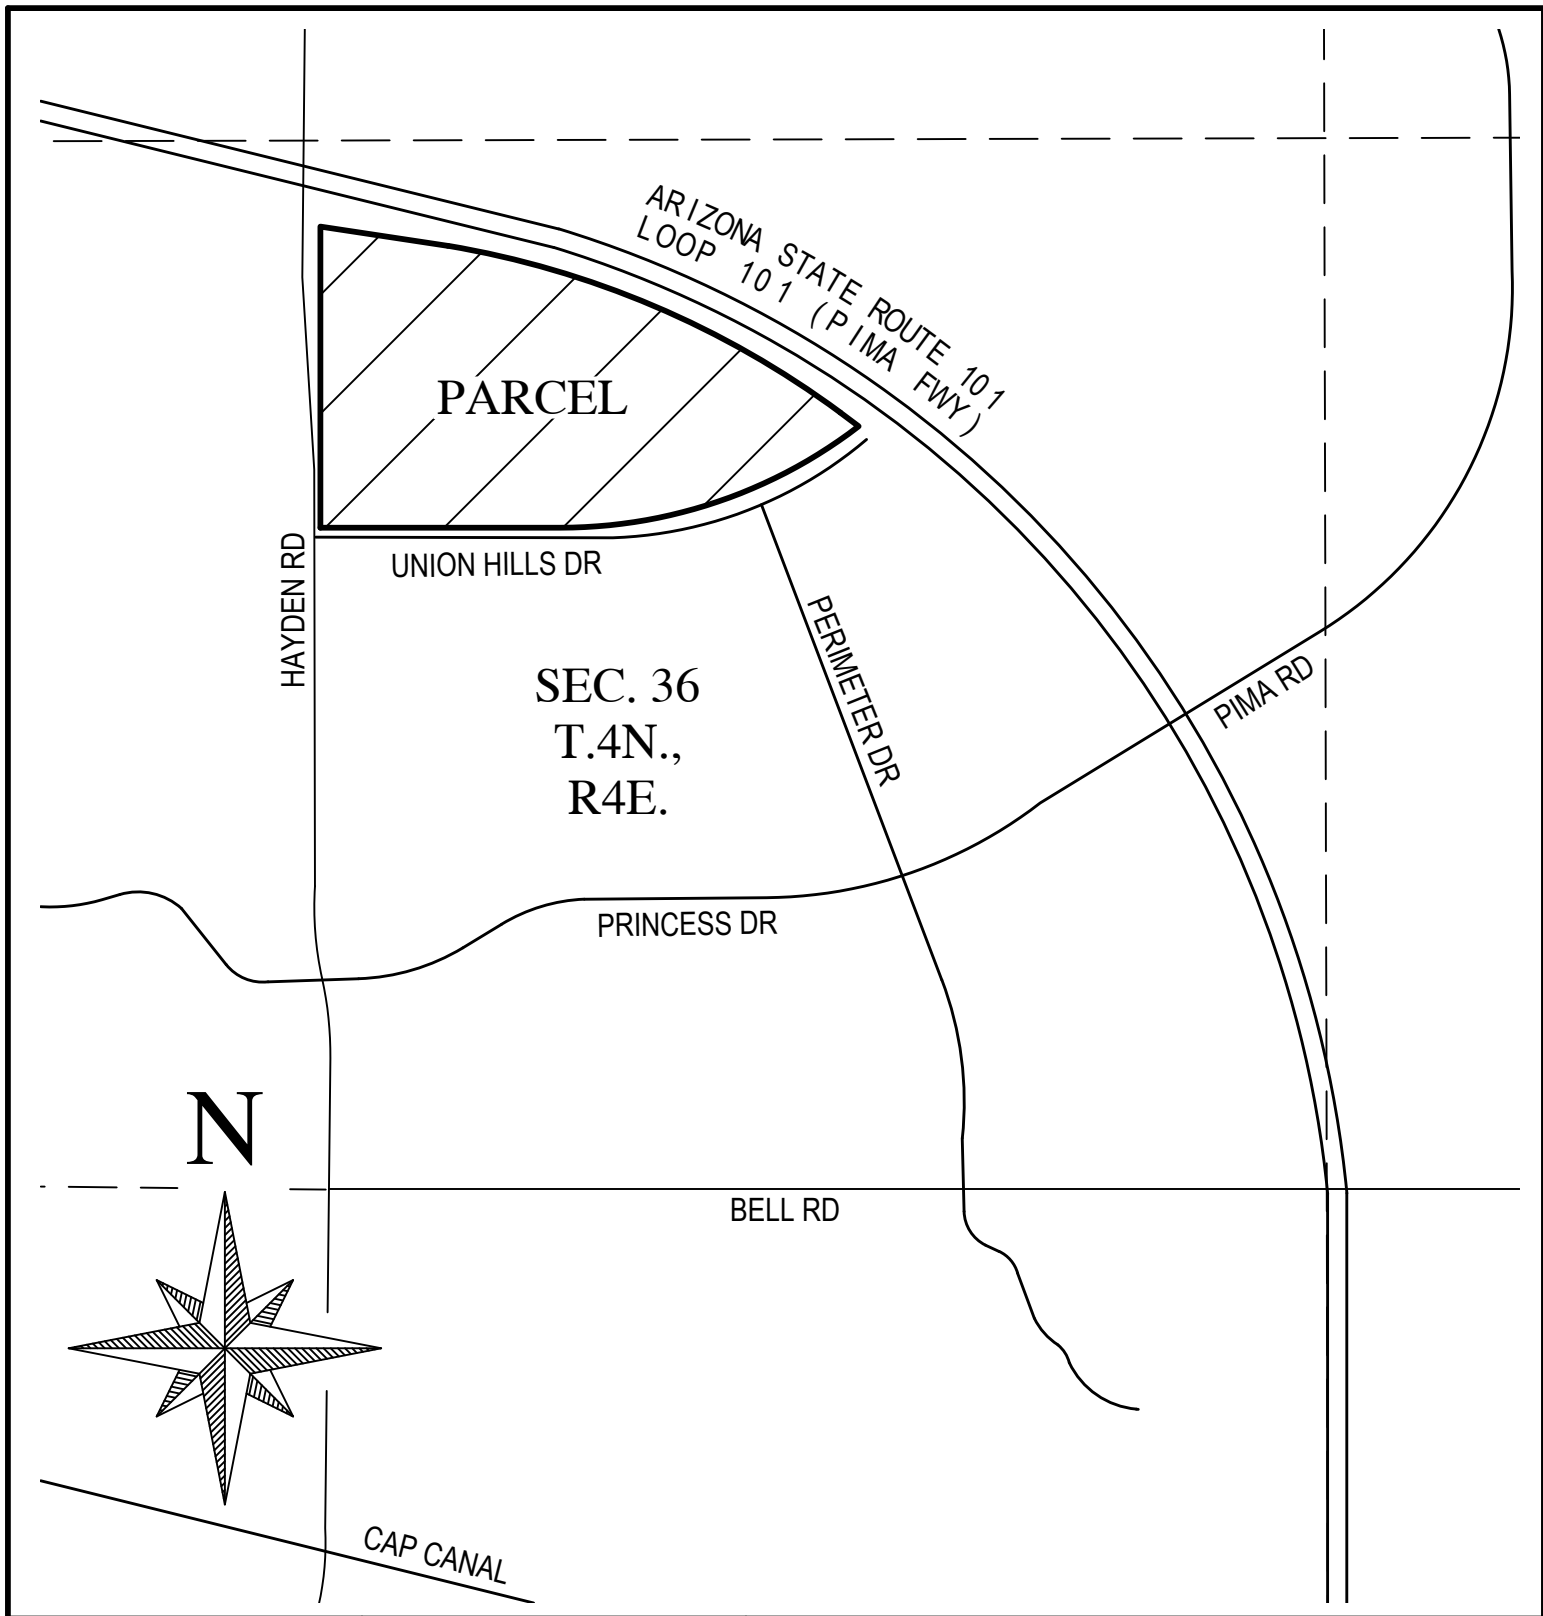 ARIZONA STATE ROUTE 101
LOOP 101 (PIMA FWY)
PARCEL
HAYDEN RD
UNION HILLS DR
PERIMETER DR
SEC. 36
T.4N.,
R4E.
PIMA RD
PRINCESS DR
N
BELL RD
CAP CANAL